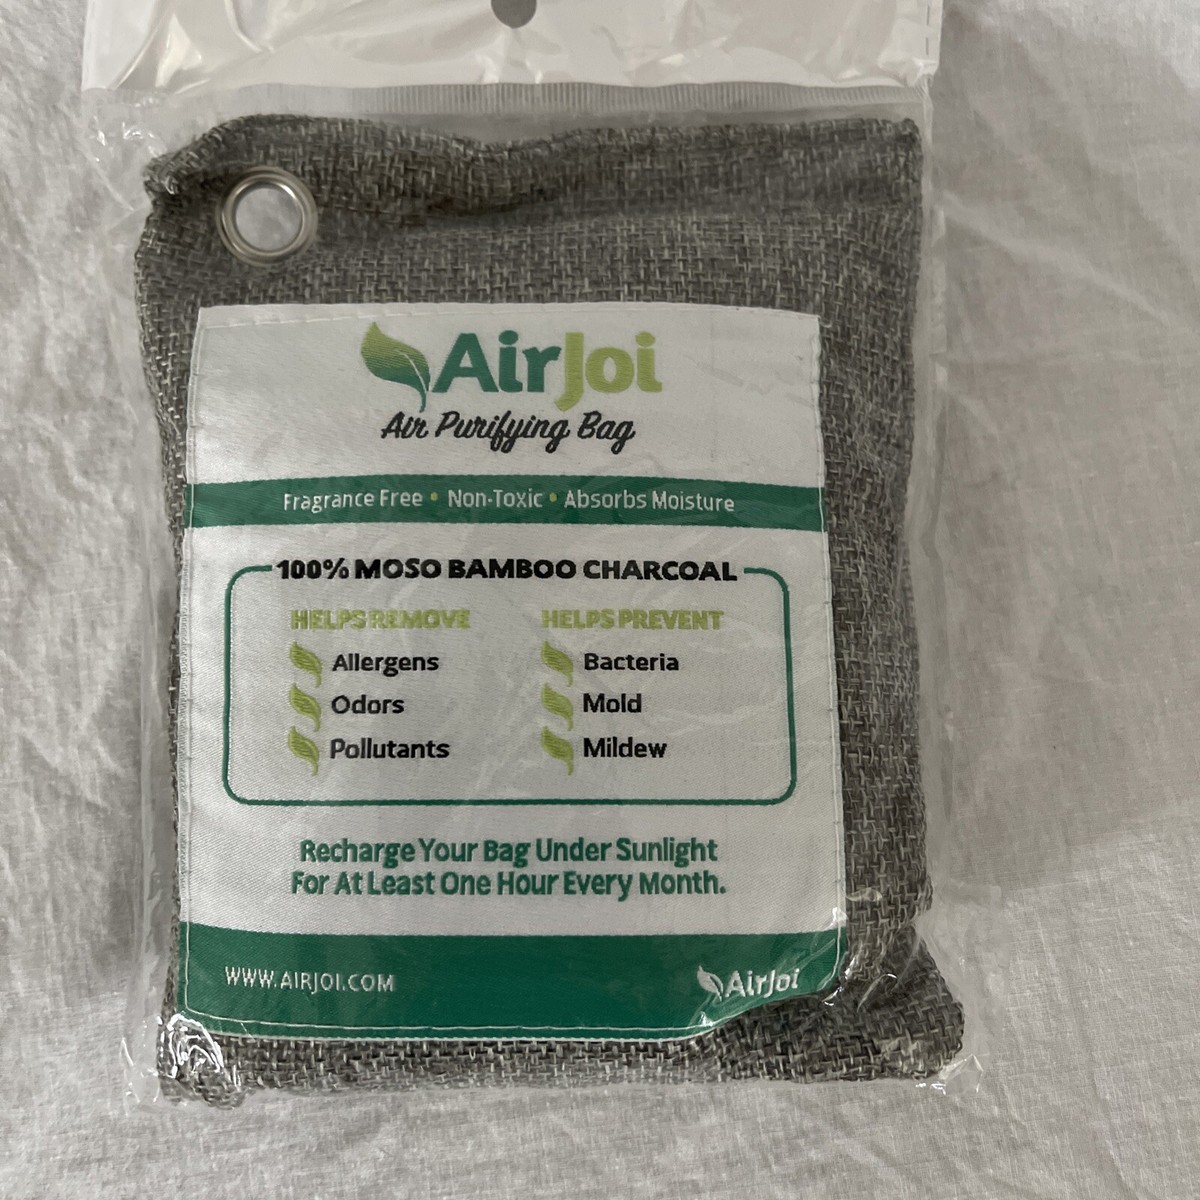 AirJoi
Air Purifying Bag
Fragrance Free • Non-Toxic • Absorbs Moisture
100% MOSO BAMBOO CHARCOAL
HELPS REMOVE HELPS PREVENT
Allergens Bacteria
Odors Mold
Pollutants Mildew
Recharge Your Bag Under Sunlight
For At Least One Hour Every Month.
WWW.AIRJOI.COM AirJoi